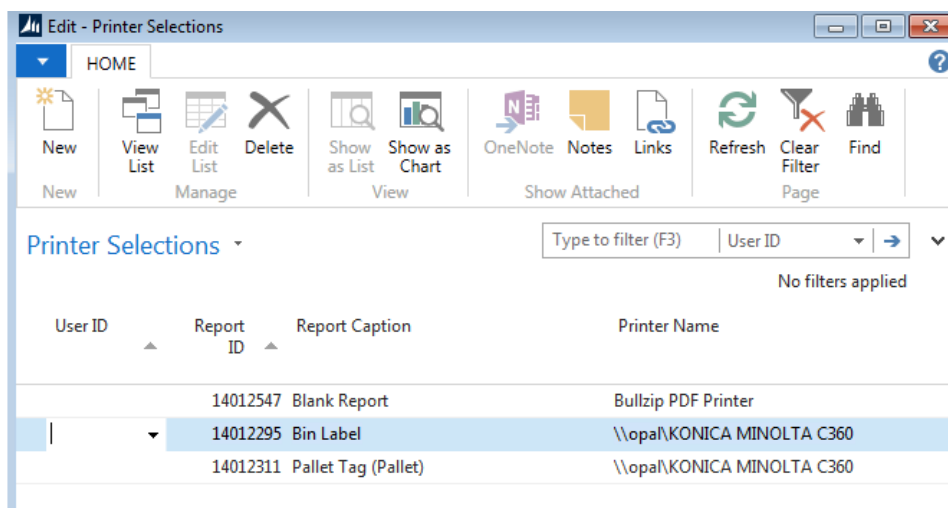 Edit - Printer Selections
HOME
New View List Edit List Delete Show as List Show as Chart OneNote Notes Links Refresh Clear Filter Find
New Manage View Show Attached Page
Printer Selections Type to filter (F3) User ID
No filters applied
User ID Report ID Report Caption Printer Name
14012547 Blank Report Bullzip PDF Printer
14012295 Bin Label \\opal\KONICA MINOLTA C360
14012311 Pallet Tag (Pallet) \\opal\KONICA MINOLTA C360